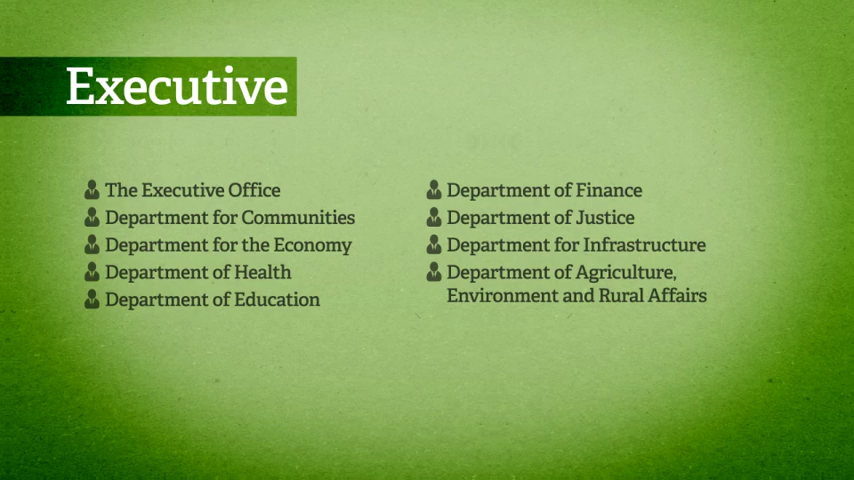 Executive
The Executive Office
Department for Communities
Department for the Economy
Department of Health
Department of Education
Department of Finance
Department of Justice
Department for Infrastructure
Department of Agriculture,
Environment and Rural Affairs